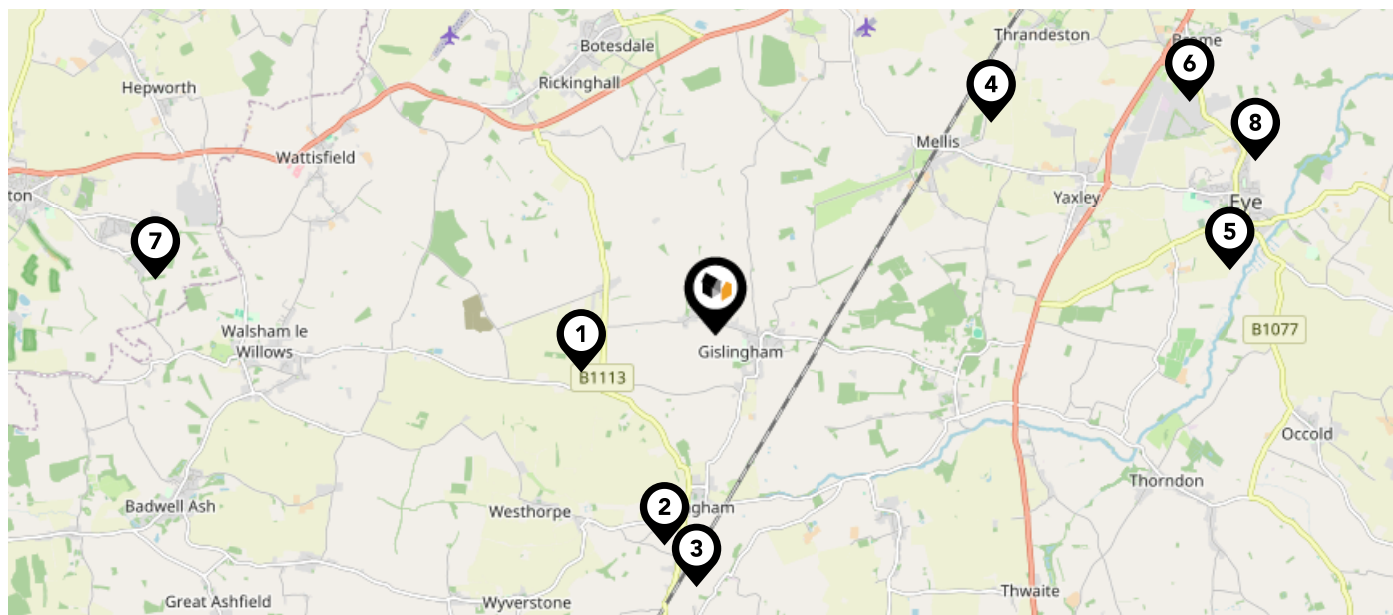 Thrandeston
Botesdale
Rickinghall
6
4
Hepworth
8
Mellis
Wattisfield
ton
Yaxley
Eye
5
7
1
B1077
Walsham le
Willows
Gislingham
B1113
Occold
Thorndon
2
Badwell Ash
Westhorpe
gham
3
Thwaite
Great Ashfield
Wyverstone